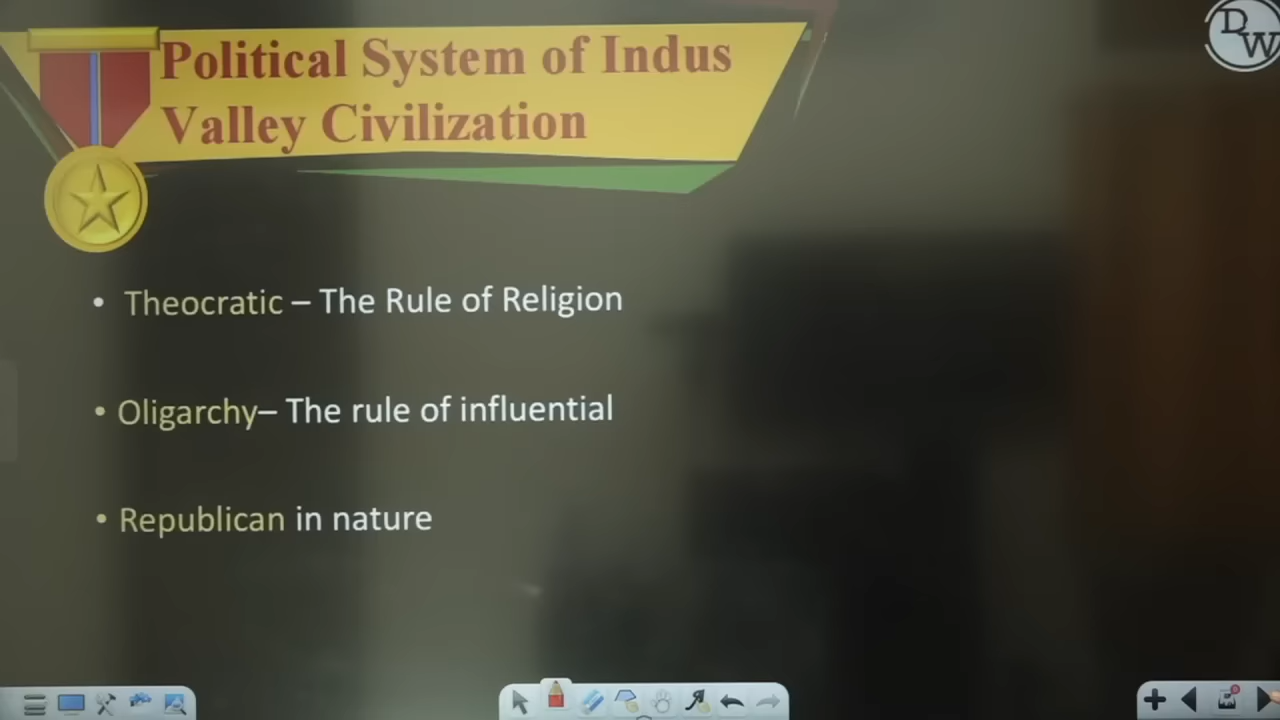 Political System of Indus
Valley Civilization
DW
• Theocratic – The Rule of Religion
• Oligarchy– The rule of influential
• Republican in nature